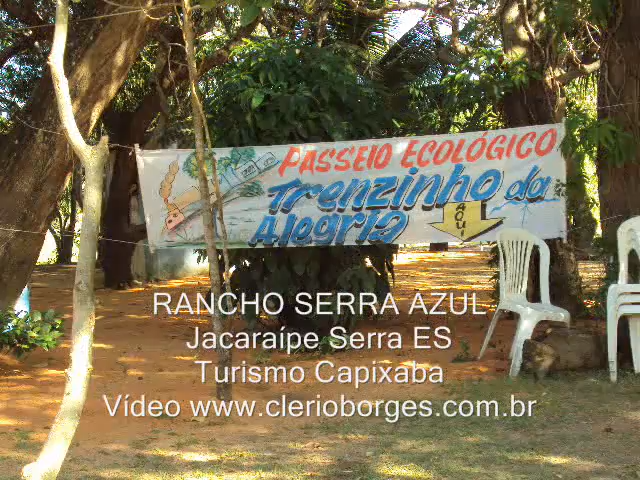 PASSEIO ECOLÓGICO
Trenzinho da
ALEGRIA
AQUI
RANCHO SERRA AZUL
Jacaraípe Serra ES
Turismo Capixaba
Vídeo www.clerioborges.com.br